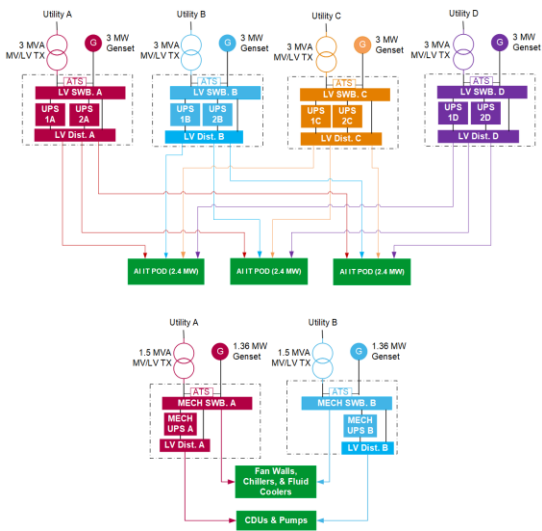 Utility A
Utility B
Utility C
Utility D
3 MVA
MV/LV TX
G
3 MW
Genset
3 MVA
MV/LV TX
G
3 MW
Genset
3 MVA
MV/LV TX
G
3 MW
Genset
3 MVA
MV/LV TX
G
3 MW
Genset
ATS
ATS
ATS
ATS
LV SWB. A
LV SWB. B
LV SWB. C
LV SWB. D
UPS
1A
UPS
2A
UPS
1B
UPS
2B
UPS
1C
UPS
2C
UPS
1D
UPS
2D
LV Dist. A
LV Dist. B
LV Dist. C
LV Dist. D
AI IT POD (2.4 MW)
AI IT POD (2.4 MW)
AI IT POD (2.4 MW)
Utility A
Utility B
1.5 MVA
MV/LV TX
G
1.36 MW
Genset
1.5 MVA
MV/LV TX
G
1.36 MW
Genset
ATS
ATS
MECH SWB. A
MECH SWB. B
MECH
UPS A
MECH
UPS B
LV Dist. A
LV Dist. B
Fan Walls,
Chillers, & Fluid
Coolers
CDUs & Pumps